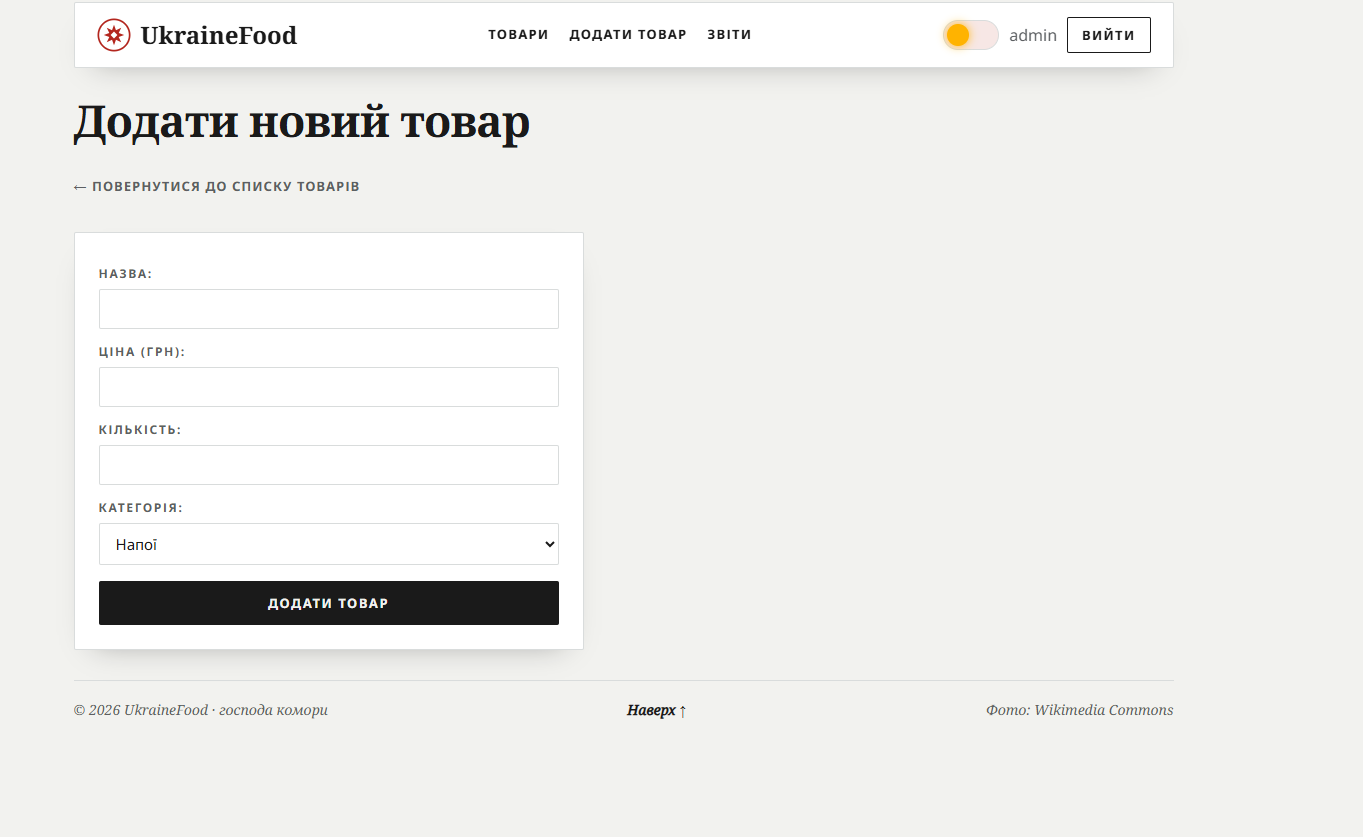 UkraineFood ТОВАРИ ДОДАТИ ТОВАР ЗВІТИ admin ВИЙТИ
Додати новий товар
← ПОВЕРНУТИСЯ ДО СПИСКУ ТОВАРІВ
НАЗВА:
ЦІНА (ГРН):
КІЛЬКІСТЬ:
КАТЕГОРІЯ:
Напої
ДОДАТИ ТОВАР
© 2026 UkraineFood · господа комори Наверх ↑ Фото: Wikimedia Commons